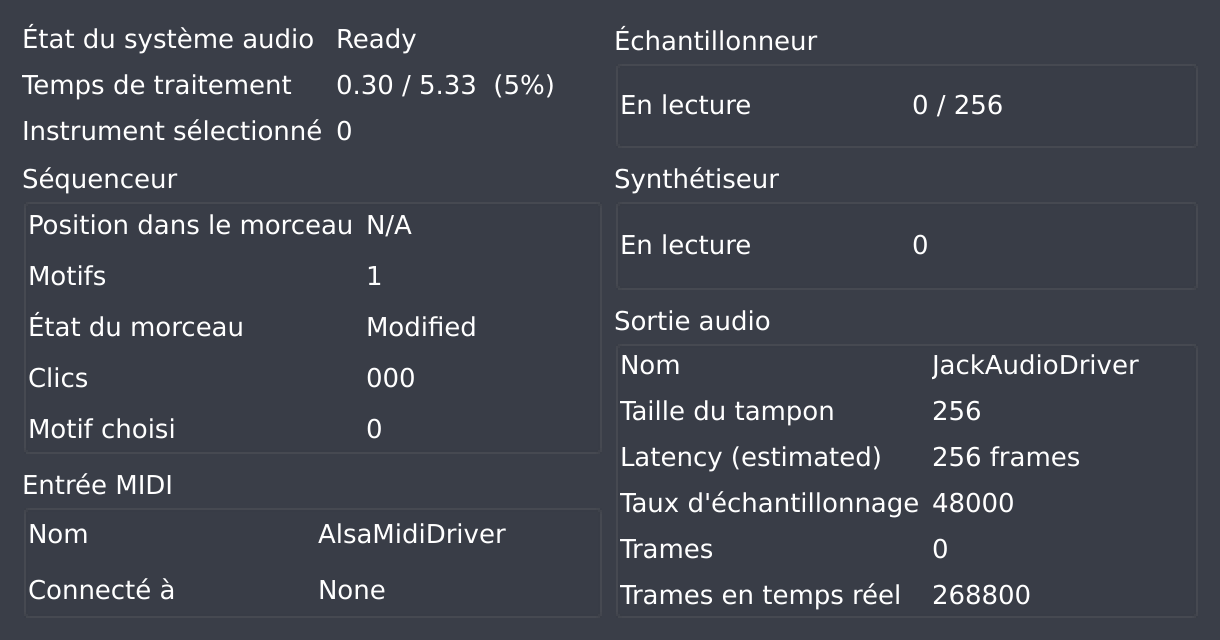 État du système audio Ready
Temps de traitement 0.30 / 5.33 (5%)
Instrument sélectionné 0
Séquenceur
Position dans le morceau N/A
Motifs 1
État du morceau Modified
Clics 000
Motif choisi 0
Entrée MIDI
Nom AlsaMidiDriver
Connecté à None
Échantillonneur
En lecture 0 / 256
Synthétiseur
En lecture 0
Sortie audio
Nom JackAudioDriver
Taille du tampon 256
Latency (estimated) 256 frames
Taux d'échantillonnage 48000
Trames 0
Trames en temps réel 268800